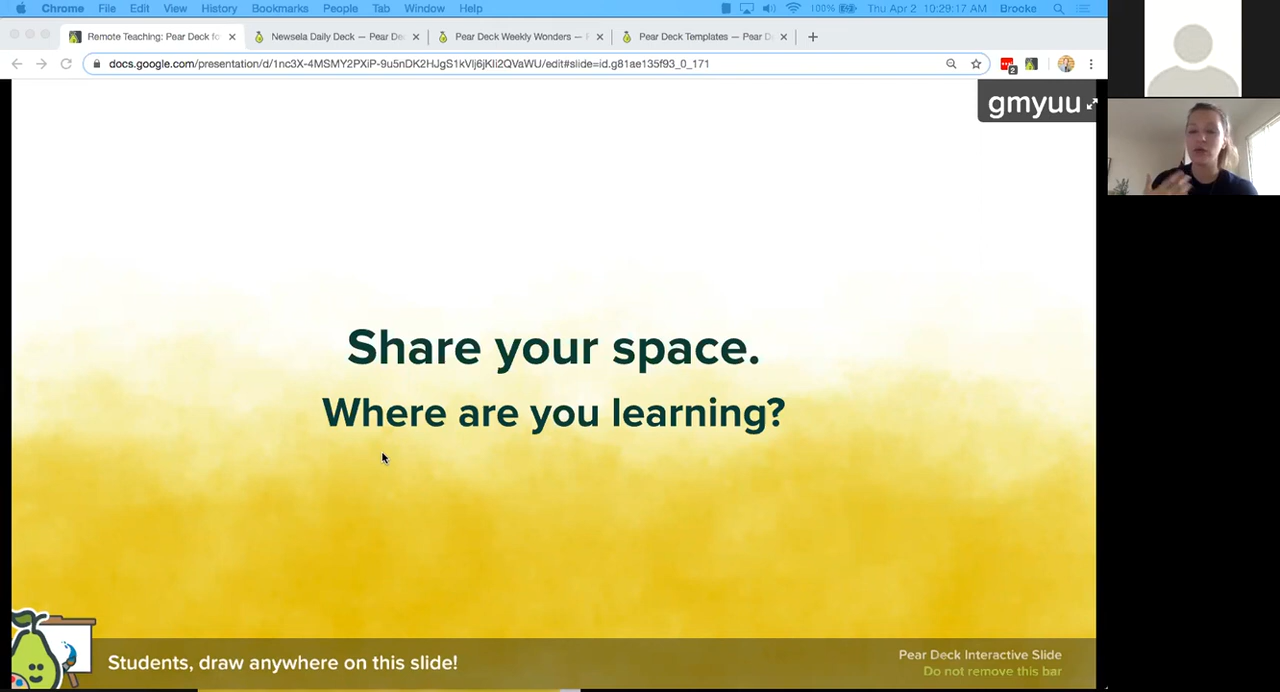 Chrome File Edit View History Bookmarks People Tab Window Help 100% Thu Apr 2 10:29:17 AM Brooke
Remote Teaching: Pear Deck fo Newsela Daily Deck — Pear De Pear Deck Weekly Wonders — Pear Deck Templates — Pear D
docs.google.com/presentation/d/1nc3X-4MSMY2PXiP-9u5nDK2HJgS1kVlj6jKli2QVaWU/edit#slide=id.g81ae135f93_0_171
2
gmyuu
Share your space.
Where are you learning?
Students, draw anywhere on this slide!
Pear Deck Interactive Slide
Do not remove this bar